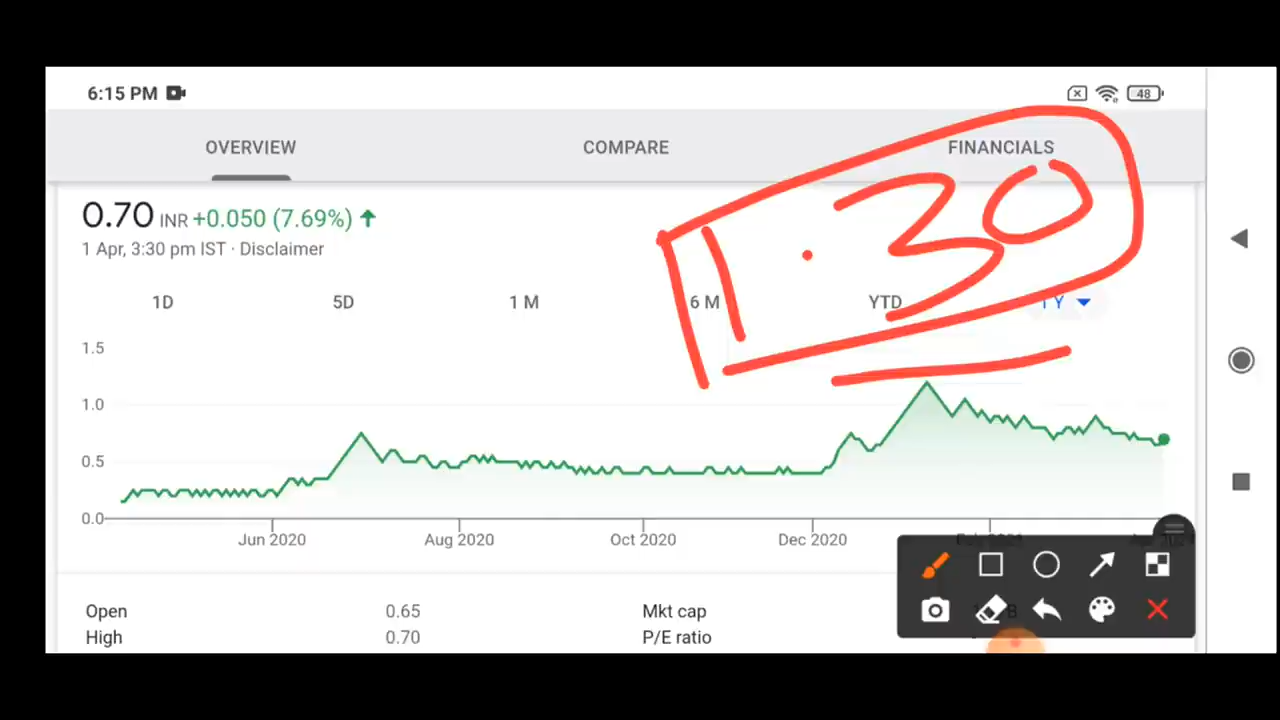 6:15 PM 48
OVERVIEW COMPARE FINANCIALS
0.70 INR +0.050 (7.69%)
1 Apr, 3:30 pm IST · Disclaimer
1.30
1D 5D 1 M 6 M YTD 1 Y
1.5
1.0
0.5
0.0
Jun 2020 Aug 2020 Oct 2020 Dec 2020
Open 0.65 Mkt cap
High 0.70 P/E ratio